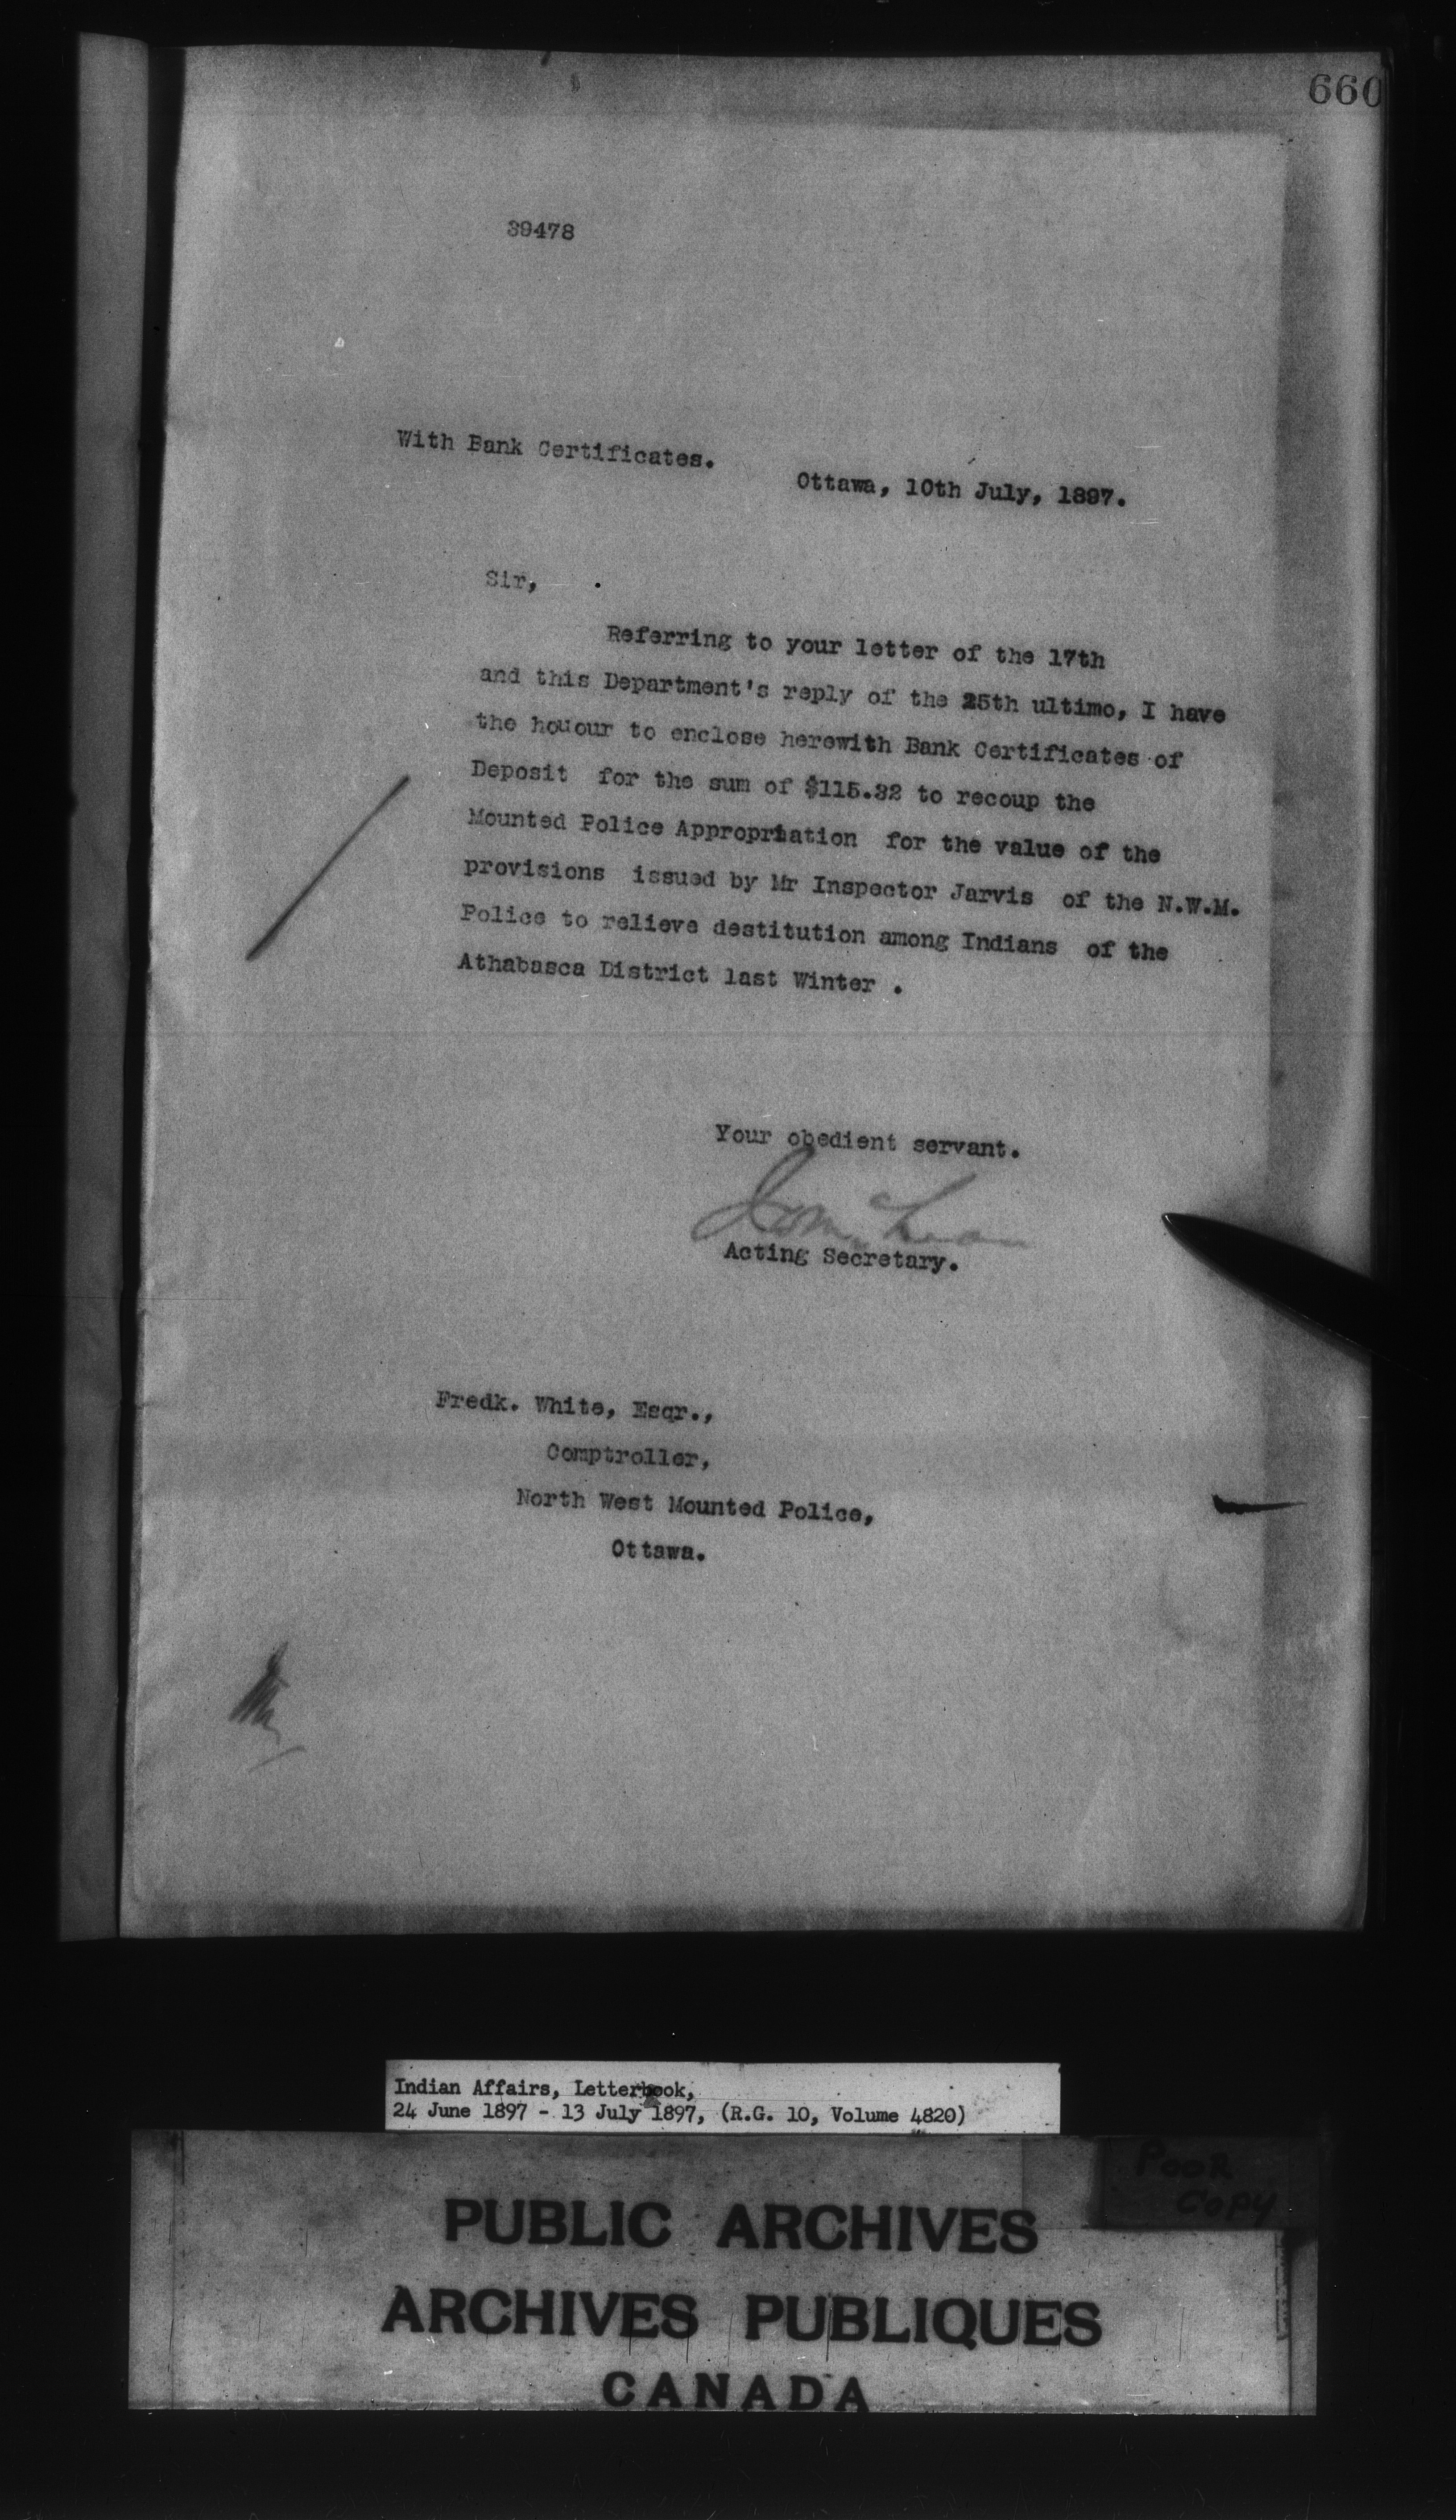 660
39478
With Bank Certificates.
Ottawa, 10th July, 1897.
Sir,
Referring to your letter of the 17th
and this Department's reply of the 25th ultimo, I have
the honour to enclose herewith Bank Certificates of
Deposit for the sum of $115.32 to recoup the
Mounted Police Appropriation for the value of the
provisions issued by Mr Inspector Jarvis of the N.W.M.
Police to relieve destitution among Indians of the
Athabasca District last Winter .
Your obedient servant.
Acting Secretary.
Fredk. White, Esqr.,
Comptroller,
North West Mounted Police,
Ottawa.
Indian Affairs, Letterbook,
24 June 1897 - 13 July 1897, (R.G. 10, Volume 4820)
Poor
Copy
PUBLIC ARCHIVES
ARCHIVES PUBLIQUES
CANADA